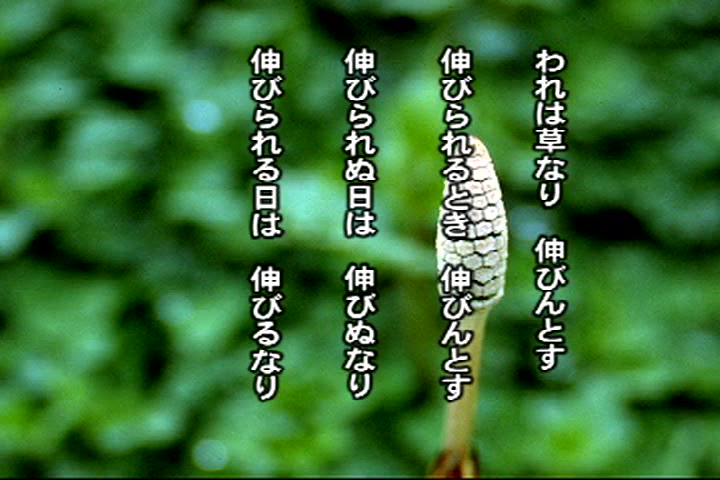 われは草なり　伸びんとす
伸びられるとき　伸びんとす
伸びられぬ日は　伸びぬなり
伸びられる日は　伸びるなり